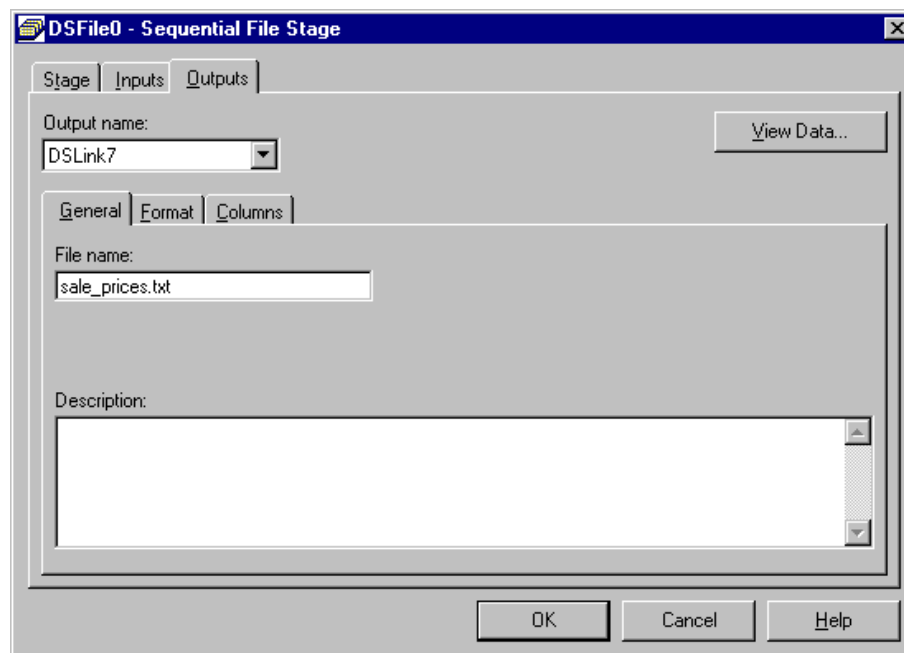 DSFile0 - Sequential File Stage
Stage Inputs Outputs
Output name:
View Data...
DSLink7
General Format Columns
File name:
sale_prices.txt
Description:
OK Cancel Help